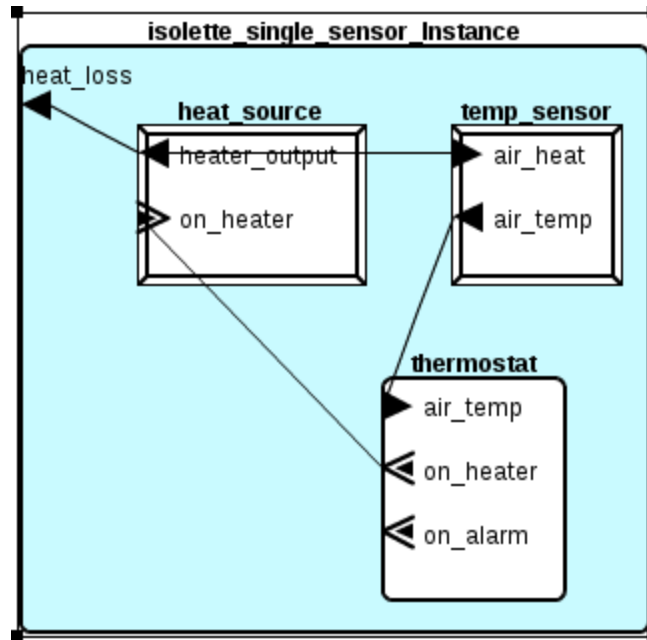 isolette_single_sensor_Instance
heat_loss
heat_source
temp_sensor
heater_output
air_heat
on_heater
air_temp
thermostat
air_temp
on_heater
on_alarm